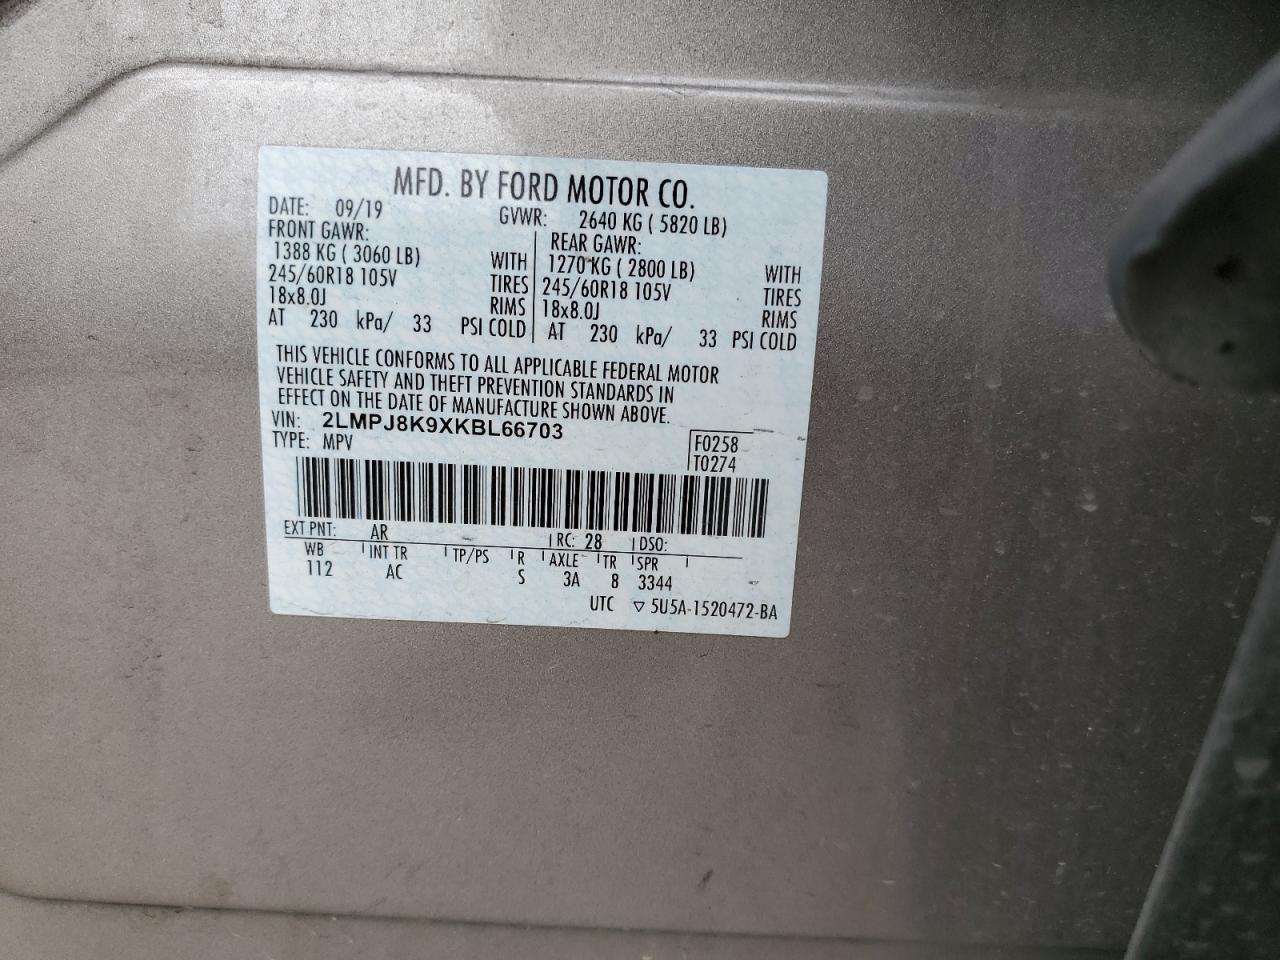 MFD. BY FORD MOTOR CO.
DATE: 09/19 GVWR: 2640 KG ( 5820 LB)
FRONT GAWR: REAR GAWR:
1388 KG ( 3060 LB) WITH 1270 KG ( 2800 LB) WITH
245/60R18 105V TIRES 245/60R18 105V TIRES
18x8.0J RIMS 18x8.0J RIMS
AT 230 kPa/ 33 PSI COLD AT 230 kPa/ 33 PSI COLD
THIS VEHICLE CONFORMS TO ALL APPLICABLE FEDERAL MOTOR
VEHICLE SAFETY AND THEFT PREVENTION STANDARDS IN
EFFECT ON THE DATE OF MANUFACTURE SHOWN ABOVE.
VIN: 2LMPJ8K9XKBL66703
TYPE: MPV F0258
T0274
EXT PNT: AR RC: 28 DSO:
WB INT TR TP/PS R AXLE TR SPR
112 AC S 3A 8 3344
UTC ▽ 5U5A-1520472-BA